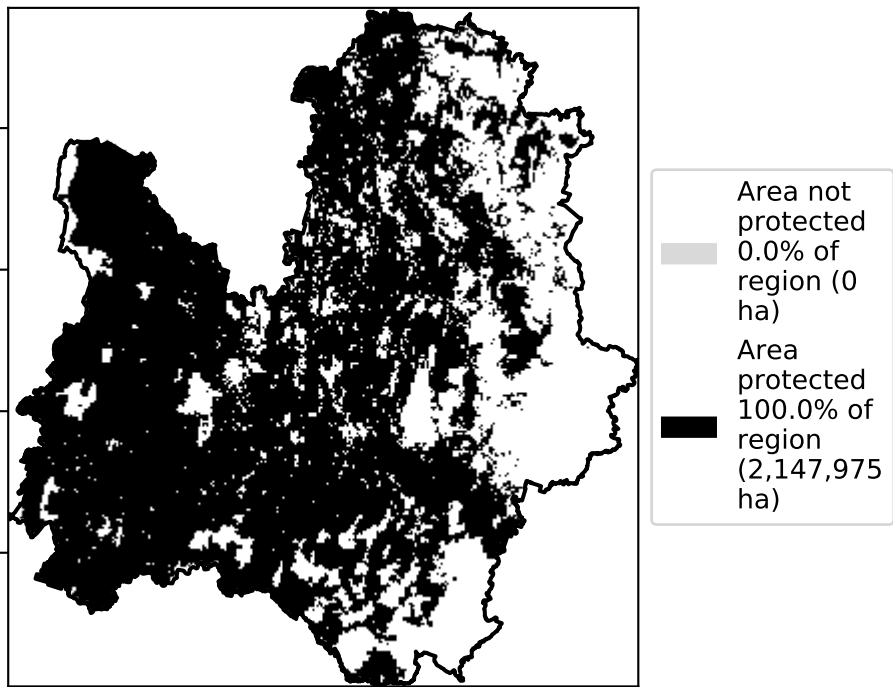 Area not
protected
0.0% of
region (0
ha)
Area
protected
100.0% of
region
(2,147,975
ha)